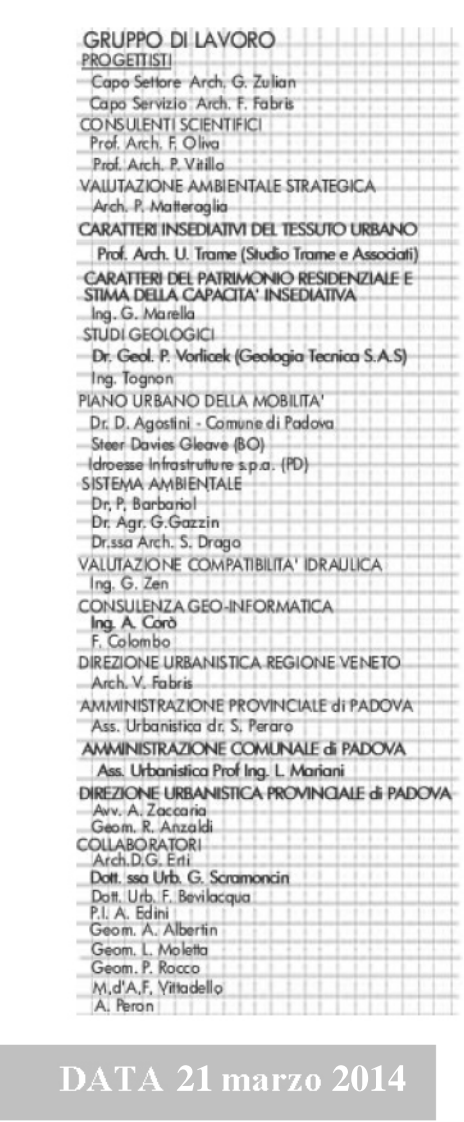 GRUPPO DI LAVORO
PROGETTISTI
Capo Settore Arch. G. Zulian
Capo Servizio Arch. F. Fabris
CONSULENTI SCIENTIFICI
Prof. Arch. F. Oliva
Prof. Arch. P. Vitillo
VALUTAZIONE AMBIENTALE STRATEGICA
Arch. P. Matteraglia
CARATTERI INSEDIATIVI DEL TESSUTO URBANO
Prof. Arch. U. Trame (Studio Trame e Associati)
CARATTERI DEL PATRIMONIO RESIDENZIALE E
STIMA DELLA CAPACITA' INSEDIATIVA
Ing. G. Marella
STUDI GEOLOGICI
Dr. Geol. P. Vorlicek (Geologia Tecnica S.A.S)
Ing. Tognon
PIANO URBANO DELLA MOBILITA'
Dr. D. Agostini - Comune di Padova
Steer Davies Gleave (BO)
Idroesse Infrastrutture s.p.a. (PD)
SISTEMA AMBIENTALE
Dr. P. Barbariol
Dr. Agr. G.Gazzin
Dr.ssa Arch. S. Drago
VALUTAZIONE COMPATIBILITA' IDRAULICA
Ing. G. Zen
CONSULENZA GEO-INFORMATICA
Ing. A. Corò
F. Colombo
DIREZIONE URBANISTICA REGIONE VENETO
Arch. V. Fabris
AMMINISTRAZIONE PROVINCIALE di PADOVA
Ass. Urbanistica dr. S. Peraro
AMMINISTRAZIONE COMUNALE di PADOVA
Ass. Urbanistica Prof Ing. L. Mariani
DIREZIONE URBANISTICA PROVINCIALE di PADOVA
Avv. A. Zaccaria
Geom. R. Anzaldi
COLLABORATORI
Arch.D.G. Erti
Dott. ssa Urb. G. Scramoncin
Dott. Urb. F. Bevilacqua
P.I. A. Edini
Geom. A. Albertin
Geom. L. Moletta
Geom. P. Rocco
M.d'A.F. Vittadello
A. Peron
DATA 21 marzo 2014